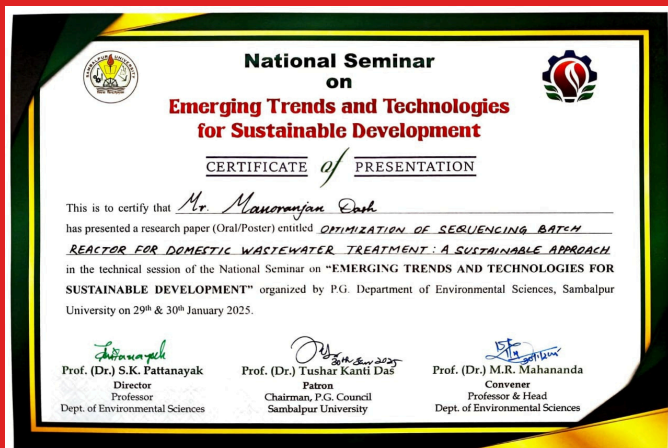 SAMBALPUR UNIVERSITY
National Seminar
on
Emerging Trends and Technologies
for Sustainable Development
CERTIFICATE of PRESENTATION
This is to certify that Mr. Manoranjan Dash
has presented a research paper (Oral/Poster) entitled OPTIMIZATION OF SEQUENCING BATCH
REACTOR FOR DOMESTIC WASTEWATER TREATMENT : A SUSTAINABLE APPROACH
in the technical session of the National Seminar on "EMERGING TRENDS AND TECHNOLOGIES FOR
SUSTAINABLE DEVELOPMENT" organized by P.G. Department of Environmental Sciences, Sambalpur
University on 29th & 30th January 2025.
30th Jan 2025
Prof. (Dr.) S.K. Pattanayak
Director
Professor
Dept. of Environmental Sciences
Prof. (Dr.) Tushar Kanti Das
Patron
Chairman, P.G. Council
Sambalpur University
Prof. (Dr.) M.R. Mahananda
Convener
Professor & Head
Dept. of Environmental Sciences